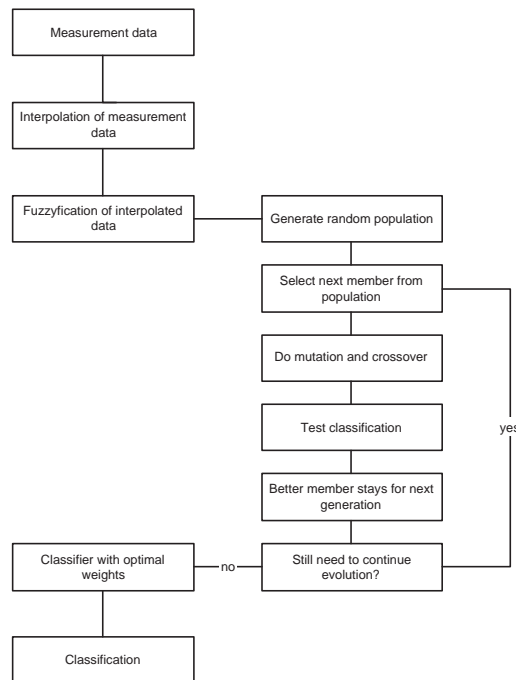 Measurement data
Interpolation of measurement
data
Fuzzyfication of interpolated
data
Generate random population
Select next member from
population
Do mutation and crossover
Test classification
yes
Better member stays for next
generation
Still need to continue
evolution?
no
Classifier with optimal
weights
Classification